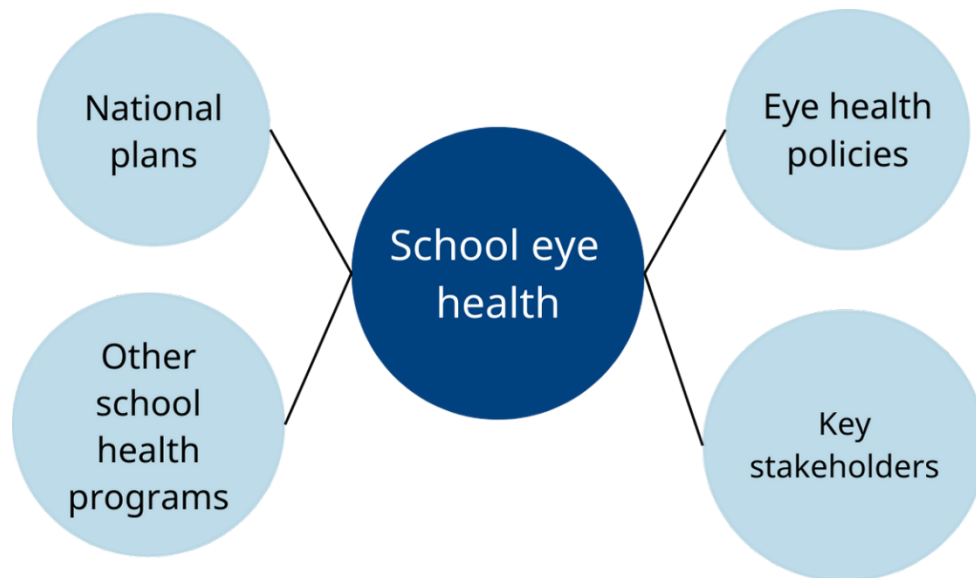 National
plans
Eye health
policies
School eye
health
Other
school
health
programs
Key
stakeholders